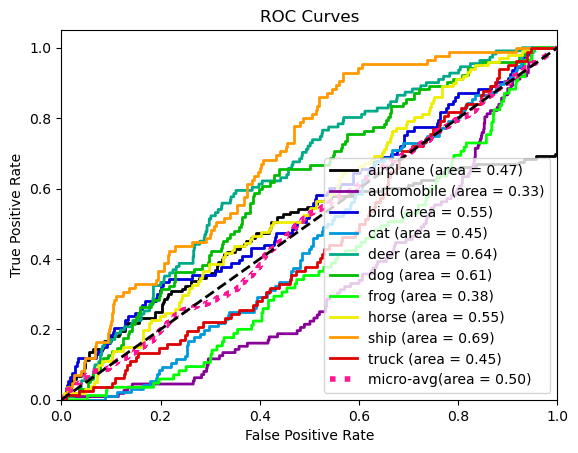 ROC Curves
True Positive Rate
1.0
0.8
0.6
0.4
0.2
0.0
airplane (area = 0.47)
automobile (area = 0.33)
bird (area = 0.55)
cat (area = 0.45)
deer (area = 0.64)
dog (area = 0.61)
frog (area = 0.38)
horse (area = 0.55)
ship (area = 0.69)
truck (area = 0.45)
micro-avg(area = 0.50)
0.0 0.2 0.4 0.6 0.8 1.0
False Positive Rate